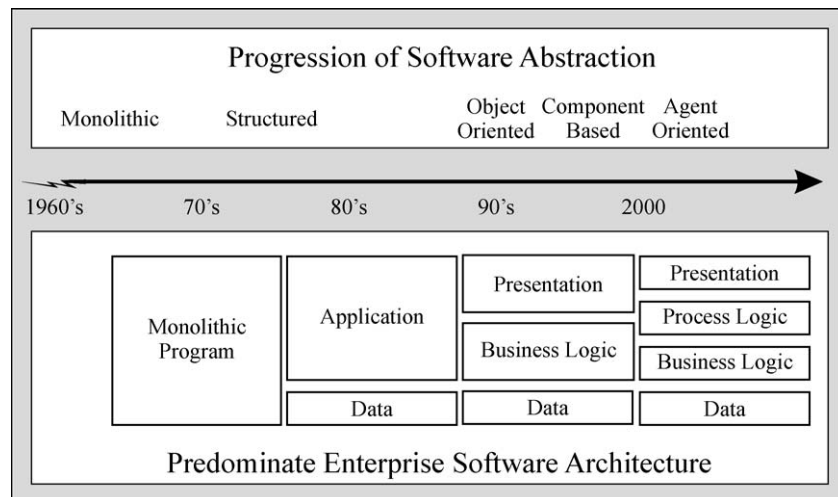 Progression of Software Abstraction
Monolithic
Structured
Object
Oriented
Component
Based
Agent
Oriented
1960’s
70’s
80’s
90’s
2000
Monolithic
Program
Application
Data
Presentation
Business Logic
Data
Presentation
Process Logic
Business Logic
Data
Predominate Enterprise Software Architecture